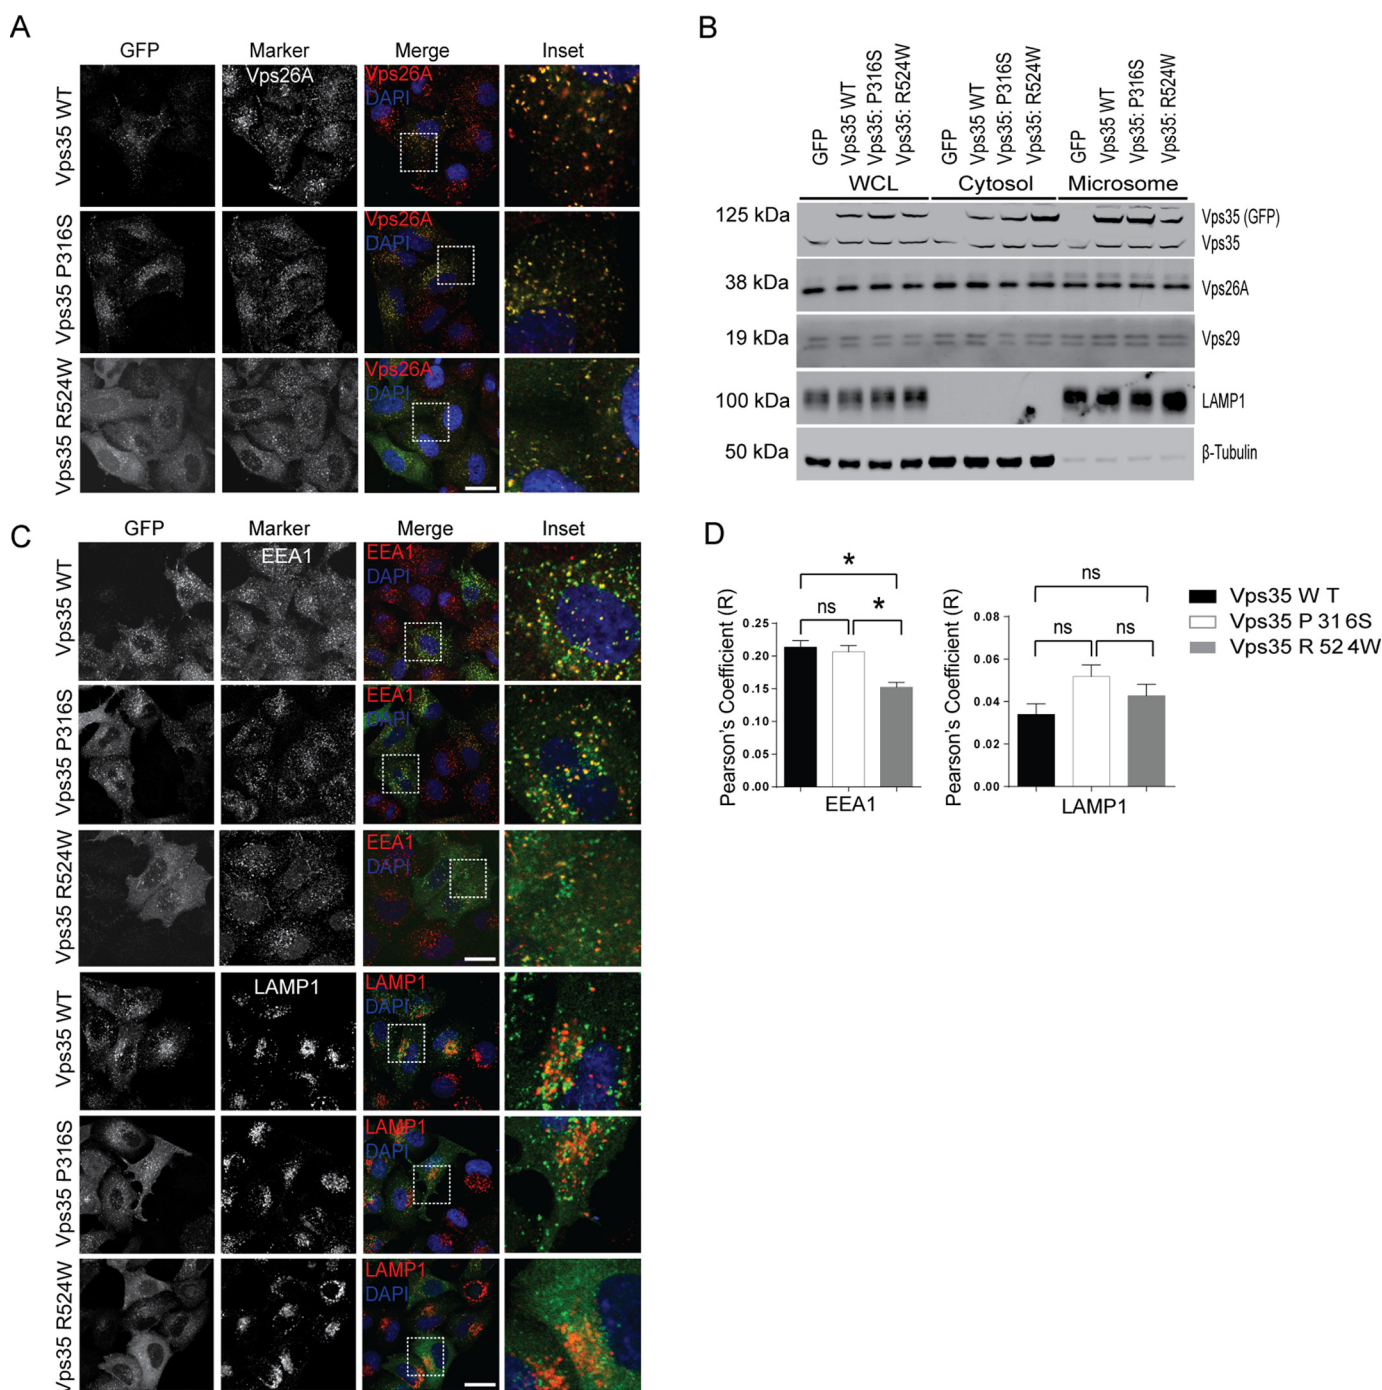 A
GFP Marker Merge Inset
Vps35 WT
Vps26A
Vps26A
DAPI
Vps35 P316S
Vps26A
DAPI
Vps35 R524W
Vps26A
DAPI
B
GFP
Vps35 WT
Vps35: P316S
Vps35: R524W
GFP
Vps35 WT
Vps35: P316S
Vps35: R524W
GFP
Vps35 WT
Vps35: P316S
Vps35: R524W
WCL Cytosol Microsome
125 kDa Vps35 (GFP)
Vps35
38 kDa Vps26A
19 kDa Vps29
100 kDa LAMP1
50 kDa β-Tubulin
C
GFP Marker Merge Inset
Vps35 WT
EEA1
EEA1
DAPI
Vps35 P316S
EEA1
DAPI
Vps35 R524W
EEA1
DAPI
Vps35 WT
LAMP1
LAMP1
DAPI
Vps35 P316S
LAMP1
DAPI
Vps35 R524W
LAMP1
DAPI
D
*
ns *
Pearson's Coefficient (R)
0.25
0.20
0.15
0.10
0.05
0.00
EEA1
ns
ns ns
Pearson's Coefficient (R)
0.08
0.06
0.04
0.02
0.00
LAMP1
Vps35 W T
Vps35 P 31 6S
Vps35 R 52 4W